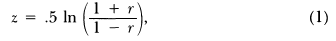 z = .5 ln ( (1 + r) / (1 − r) ), (1)